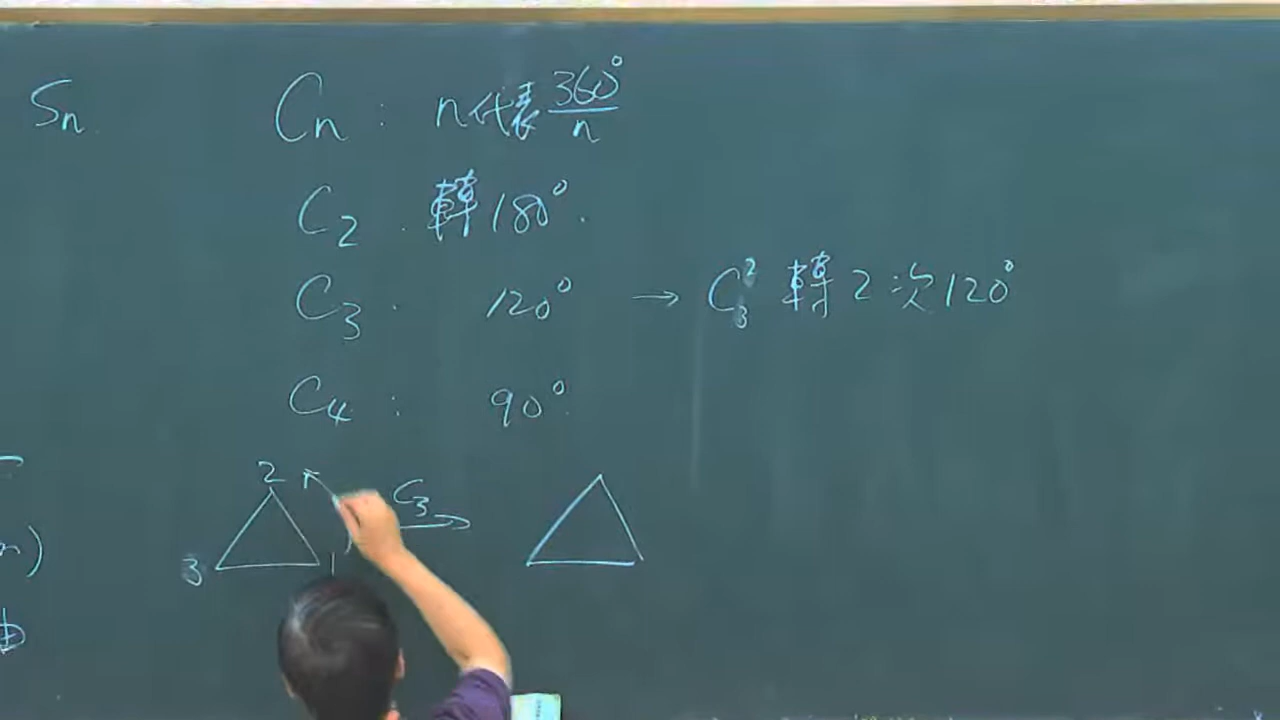 Sn
Cn : n代表 360°/n
C2 . 轉180°.
C3 . 120° → C3² 轉2次120°
C4 : 90°
2
C3
3
1
n)